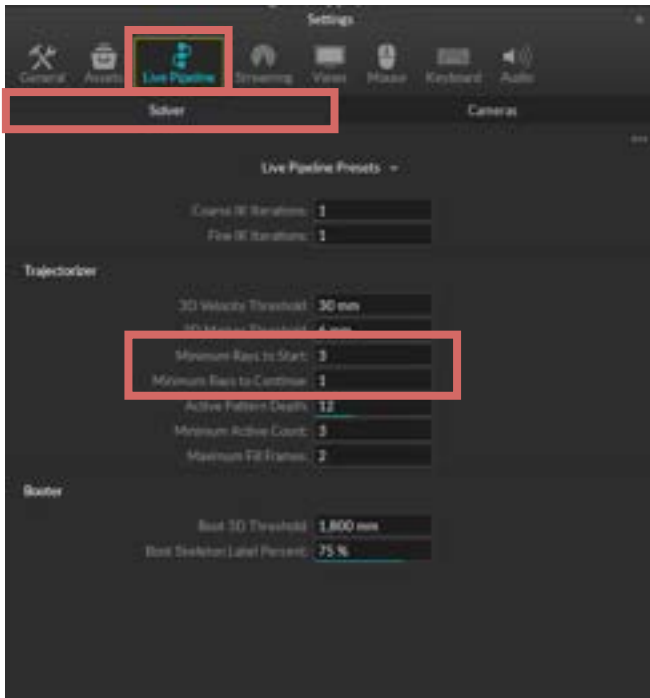 Settings
General Assets Live Pipeline Streaming Views Mouse Keyboard Audio
Solver Cameras
Live Pipeline Presets
Coarse IK Iterations: 1
Fine IK Iterations: 1
Trajectorizer
3D Velocity Threshold: 30 mm
Minimum Rays to Start: 3
Minimum Rays to Continue: 1
Active Pattern Depth: 12
Minimum Active Count: 3
Maximum Fill Frames: 2
Booter
Boot 3D Threshold: 1,800 mm
Boot Skeleton Label Percent: 75 %